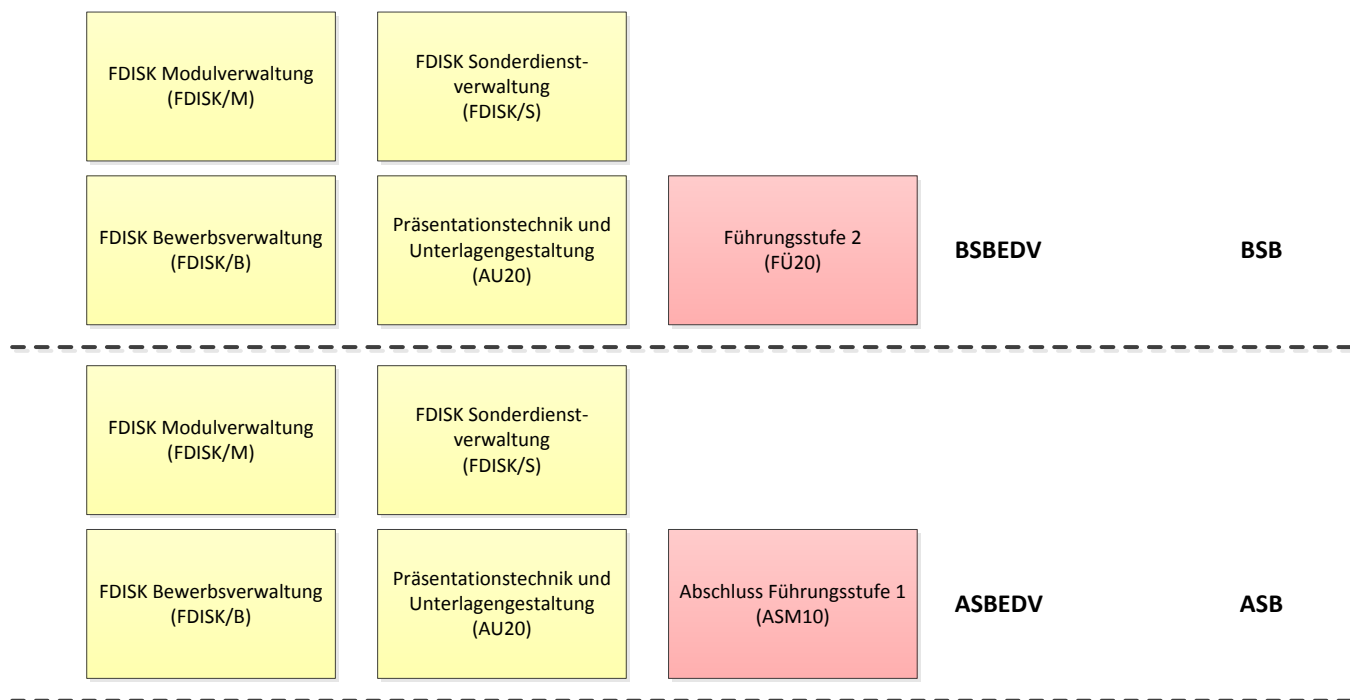 FDISK Modulverwaltung
(FDISK/M)
FDISK Sonderdienst-
verwaltung
(FDISK/S)
FDISK Bewerbsverwaltung
(FDISK/B)
Präsentationstechnik und
Unterlagengestaltung
(AU20)
Führungsstufe 2
(FÜ20)
BSBEDV
BSB
FDISK Modulverwaltung
(FDISK/M)
FDISK Sonderdienst-
verwaltung
(FDISK/S)
FDISK Bewerbsverwaltung
(FDISK/B)
Präsentationstechnik und
Unterlagengestaltung
(AU20)
Abschluss Führungsstufe 1
(ASM10)
ASBEDV
ASB